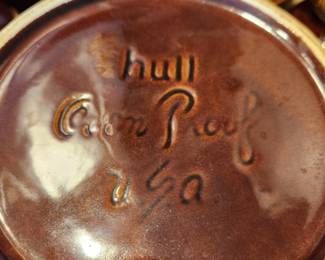 hull
Oven Proof
usa